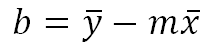 b = ȳ − mx̄